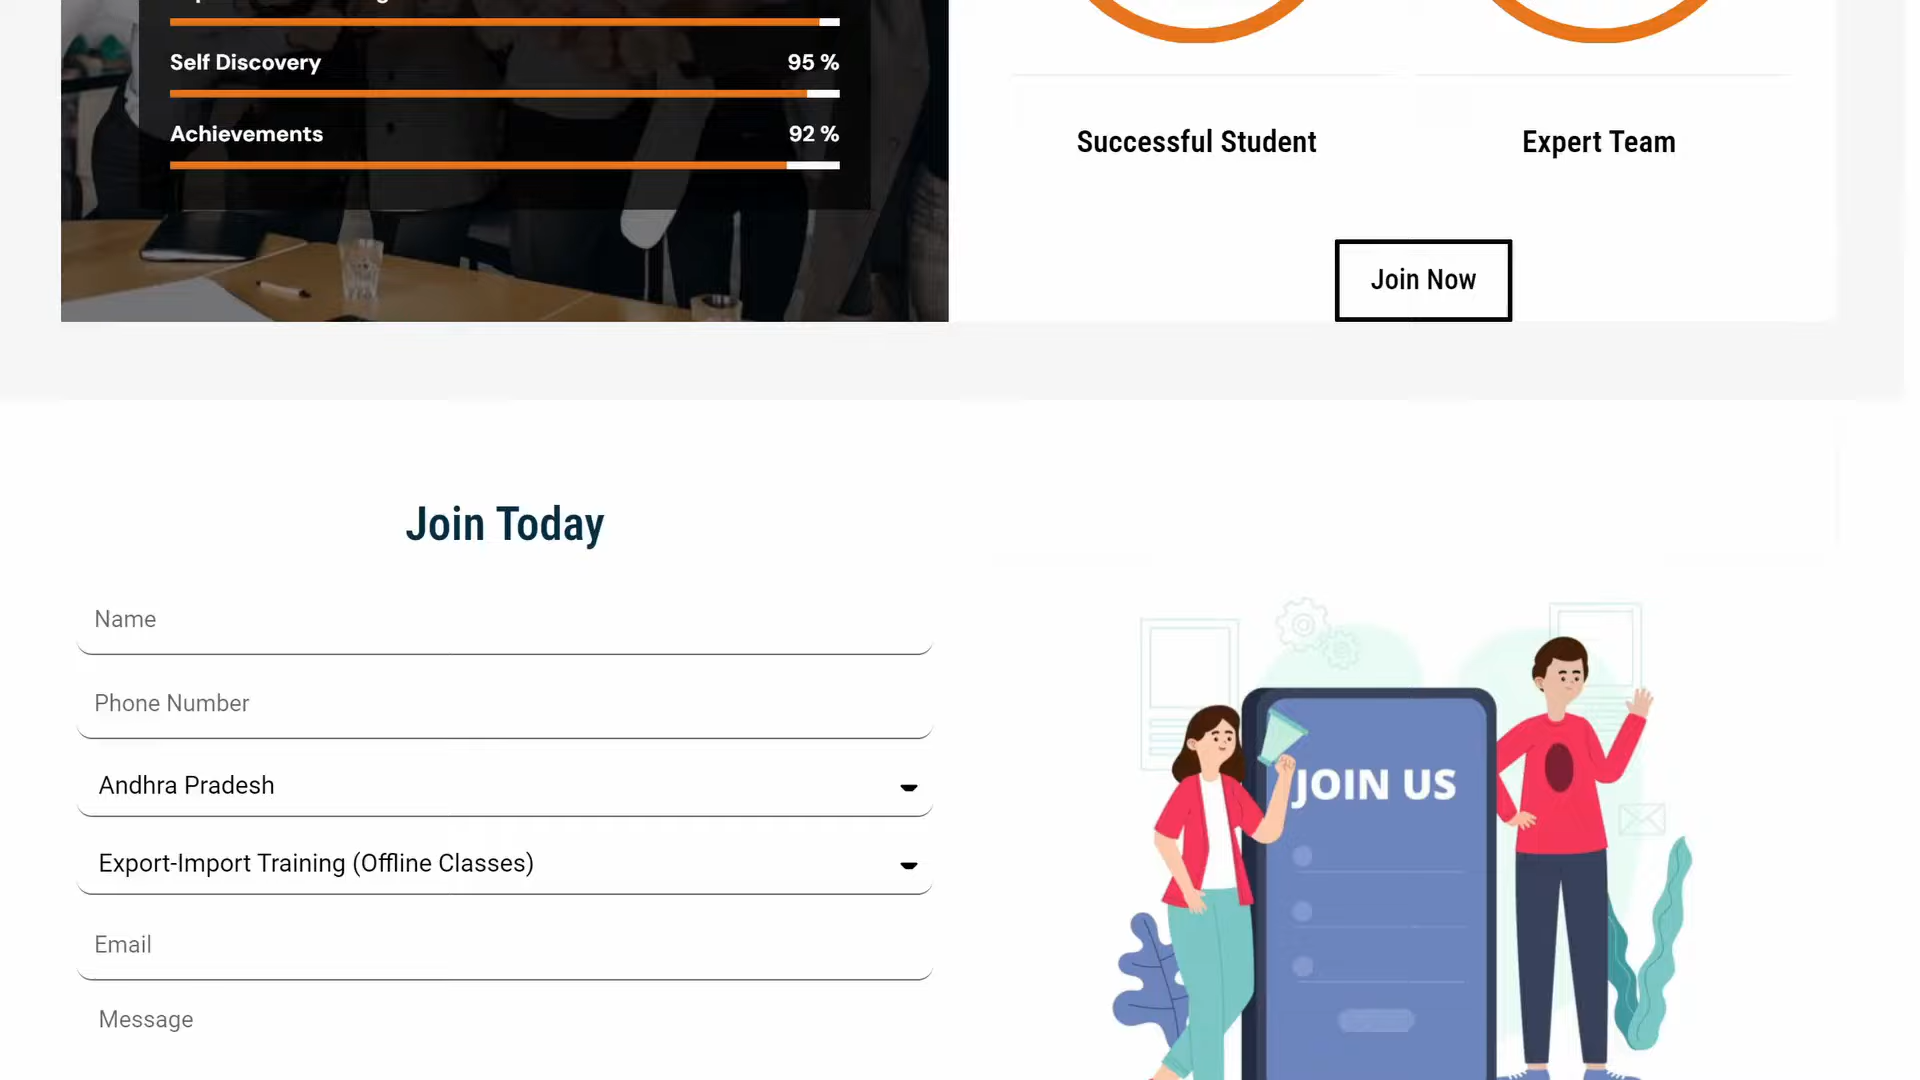 Self Discovery 95 %
Achievements 92 %
Successful Student
Expert Team
Join Now
Join Today
Name
Phone Number
Andhra Pradesh
Export-Import Training (Offline Classes)
Email
Message
JOIN US